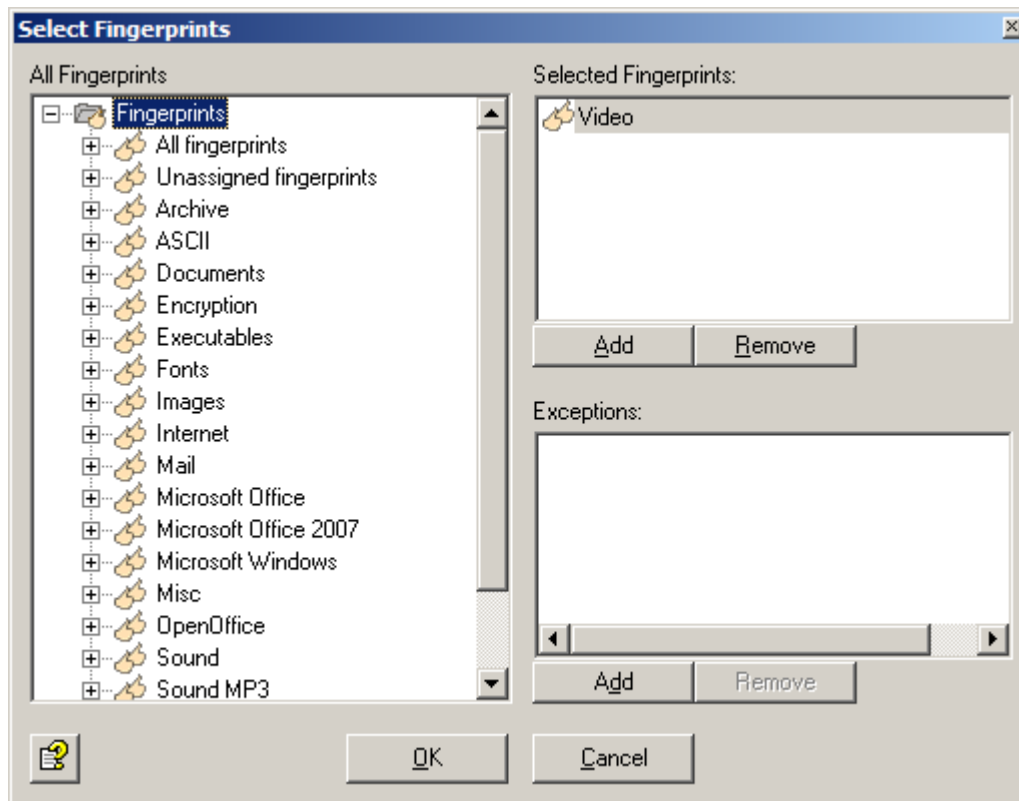 Select Fingerprints
All Fingerprints
Fingerprints
All fingerprints
Unassigned fingerprints
Archive
ASCII
Documents
Encryption
Executables
Fonts
Images
Internet
Mail
Microsoft Office
Microsoft Office 2007
Microsoft Windows
Misc
OpenOffice
Sound
Sound MP3
Selected Fingerprints:
Video
Add
Remove
Exceptions:
Add
Remove
OK
Cancel